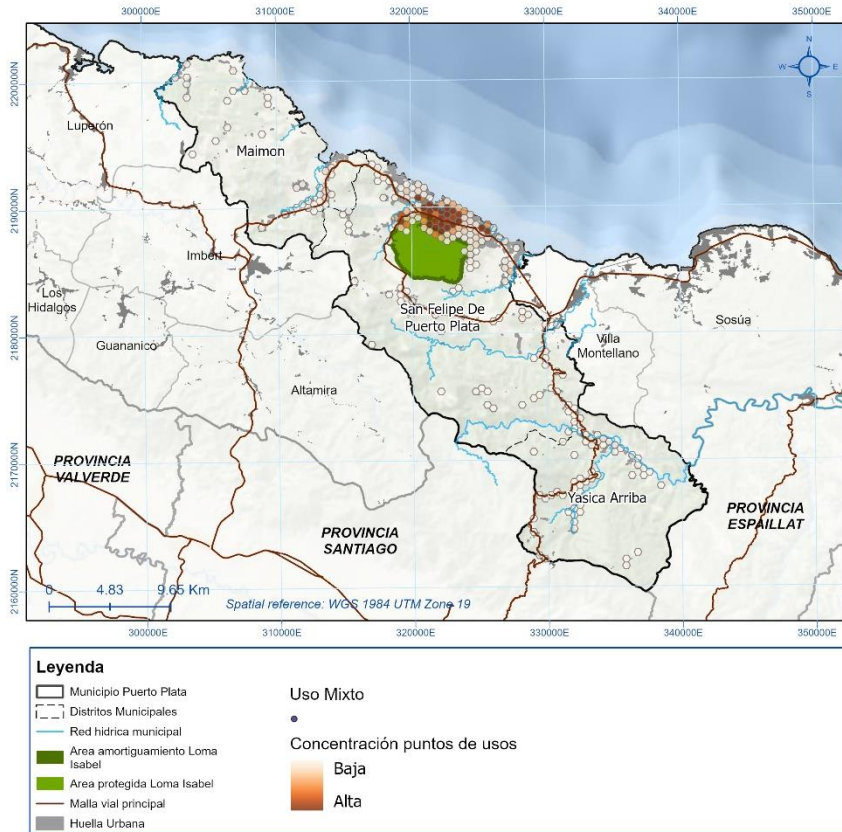 300000E 310000E 320000E 330000E 340000E 350000E
N
W E
S
2200000N
Luperón
Maimon
2190000N
Imbert
Los
Hidalgos
San Felipe De
Puerto Plata
Sosúa
Guananico
Villa
Montellano
2180000N
Altamira
PROVINCIA
VALVERDE
2170000N
Yasica Arriba
PROVINCIA
SANTIAGO
PROVINCIA
ESPAILLAT
2160000N
0 4.83 9.65 Km
Spatial reference: WGS 1984 UTM Zone 19
300000E 310000E 320000E 330000E 340000E 350000E
Leyenda
Municipio Puerto Plata
Distritos Municipales
Red hidrica municipal
Area amortiguamiento Loma
Isabel
Area protegida Loma Isabel
Malla vial principal
Huella Urbana
Uso Mixto
Concentración puntos de usos
Baja
Alta